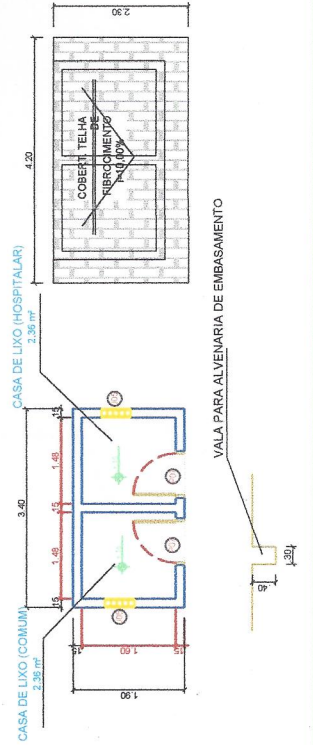 CASA DE LIXO (COMUM)
2,36 m²
CASA DE LIXO (HOSPITALAR)
2,36 m²
3.40
.15
1.48
.15
1.48
.15
1.90
.15
1.60
.15
4.20
2.30
COBERT. TELHA
DE
FIBROCIMENTO
i=10,00%
VALA PARA ALVENARIA DE EMBASAMENTO
.40
.30